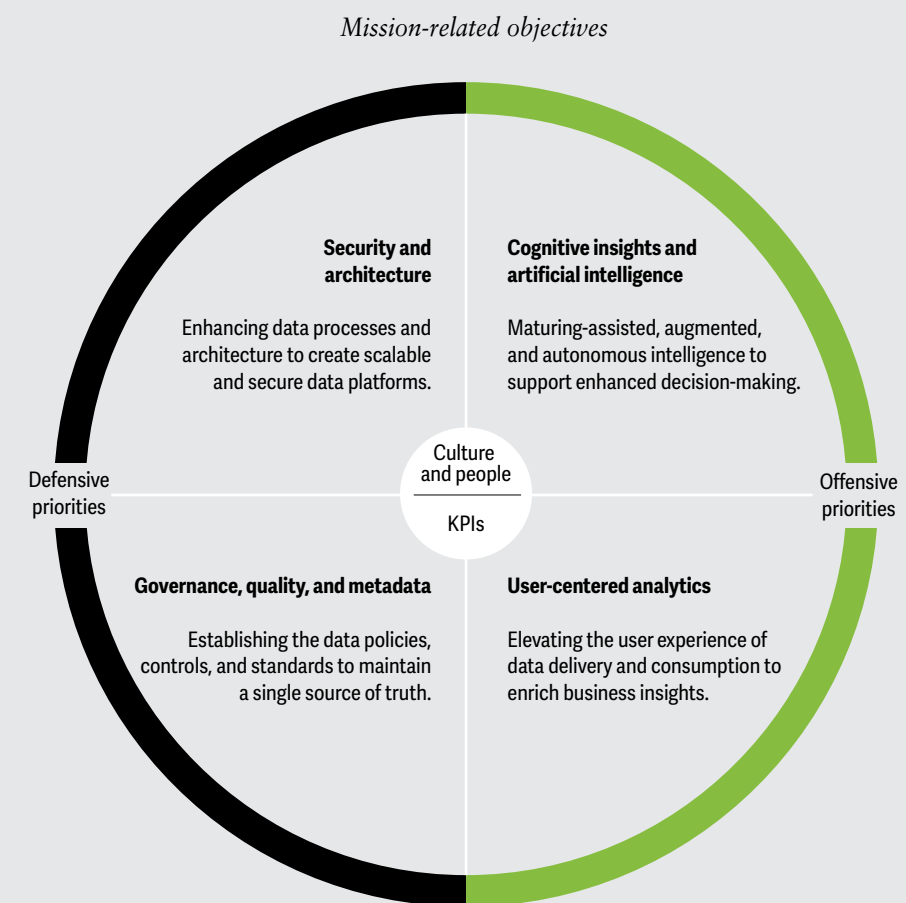 Mission-related objectives
Security and
architecture
Enhancing data processes and
architecture to create scalable
and secure data platforms.
Cognitive insights and
artificial intelligence
Maturing-assisted, augmented,
and autonomous intelligence to
support enhanced decision-making.
Defensive
priorities
Culture
and people
KPIs
Offensive
priorities
Governance, quality, and metadata
Establishing the data policies,
controls, and standards to maintain
a single source of truth.
User-centered analytics
Elevating the user experience of
data delivery and consumption to
enrich business insights.